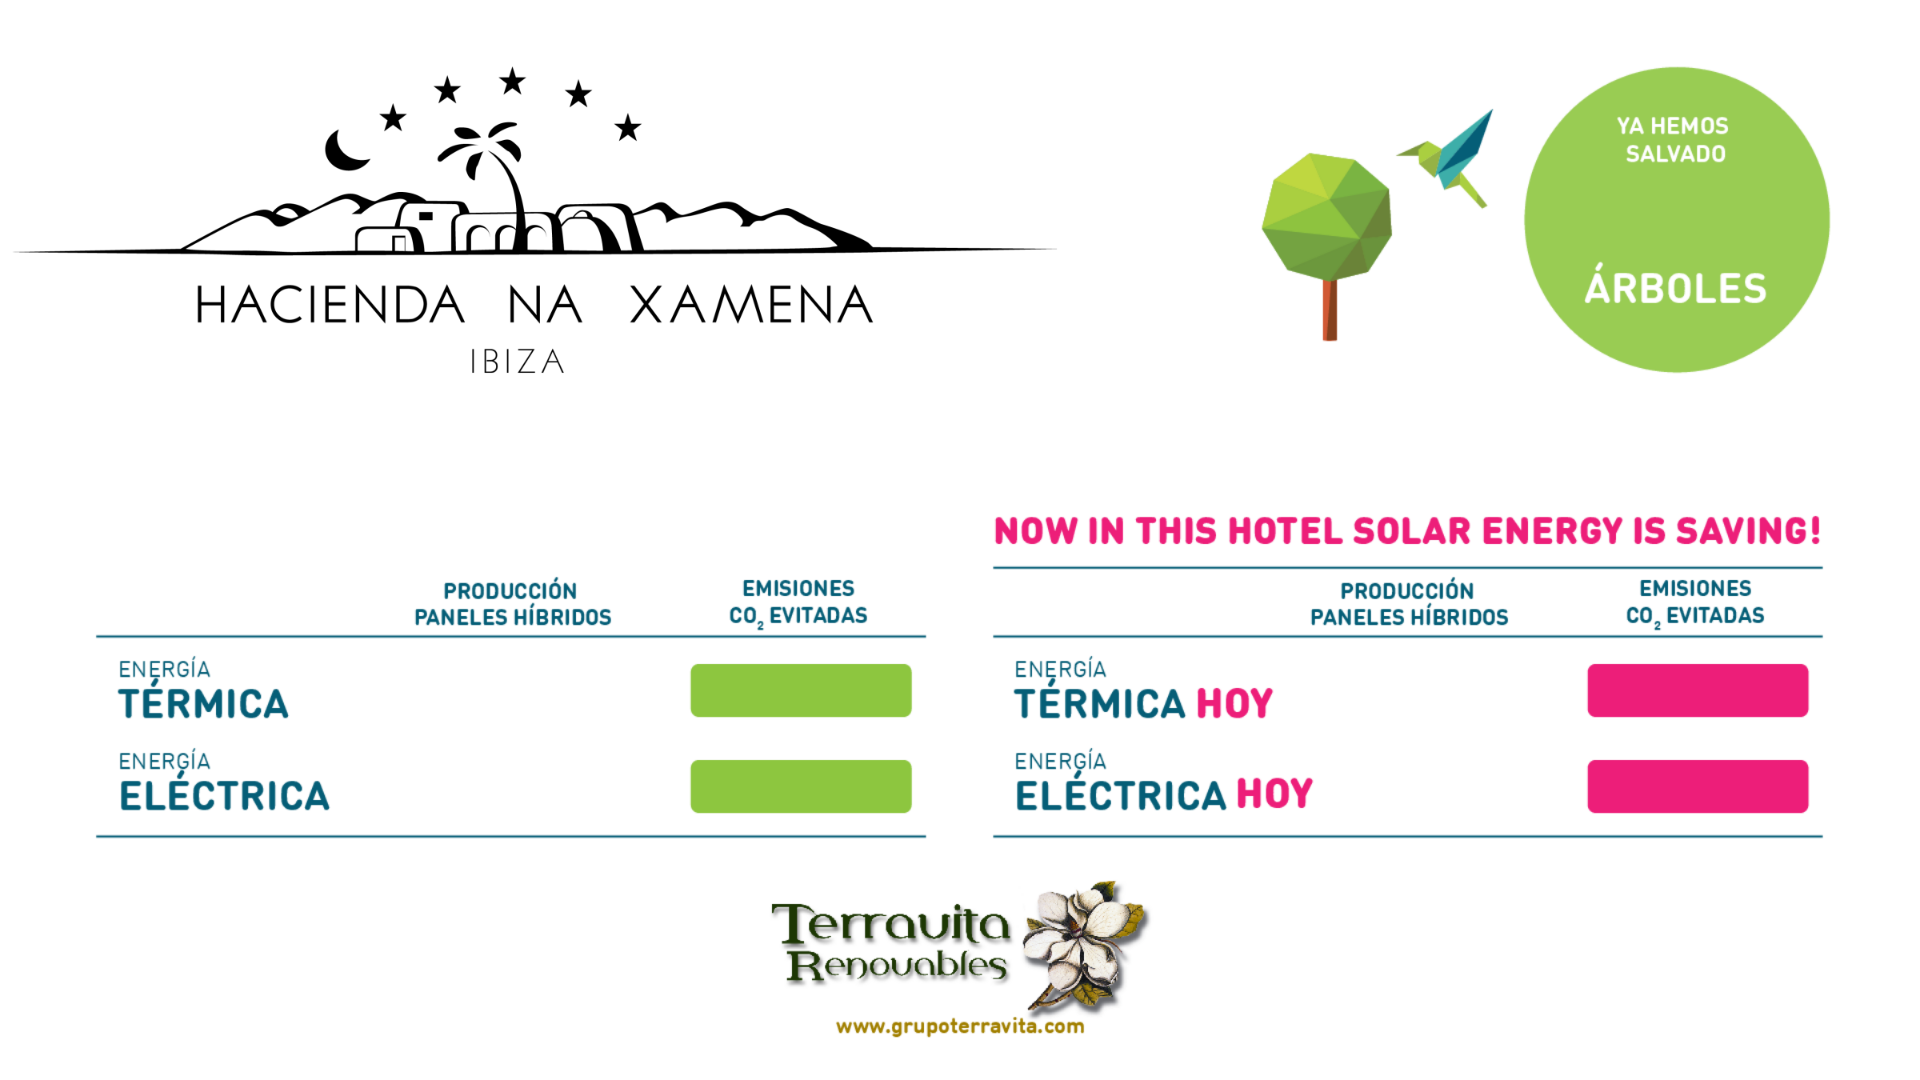 HACIENDA NA XAMENA
IBIZA
YA HEMOS
SALVADO
ÁRBOLES
PRODUCCIÓN
PANELES HÍBRIDOS
EMISIONES
CO₂ EVITADAS
ENERGÍA
TÉRMICA
ENERGÍA
ELÉCTRICA
NOW IN THIS HOTEL SOLAR ENERGY IS SAVING!
PRODUCCIÓN
PANELES HÍBRIDOS
EMISIONES
CO₂ EVITADAS
ENERGÍA
TÉRMICA HOY
ENERGÍA
ELÉCTRICA HOY
Terravita
Renovables
www.grupoterravita.com